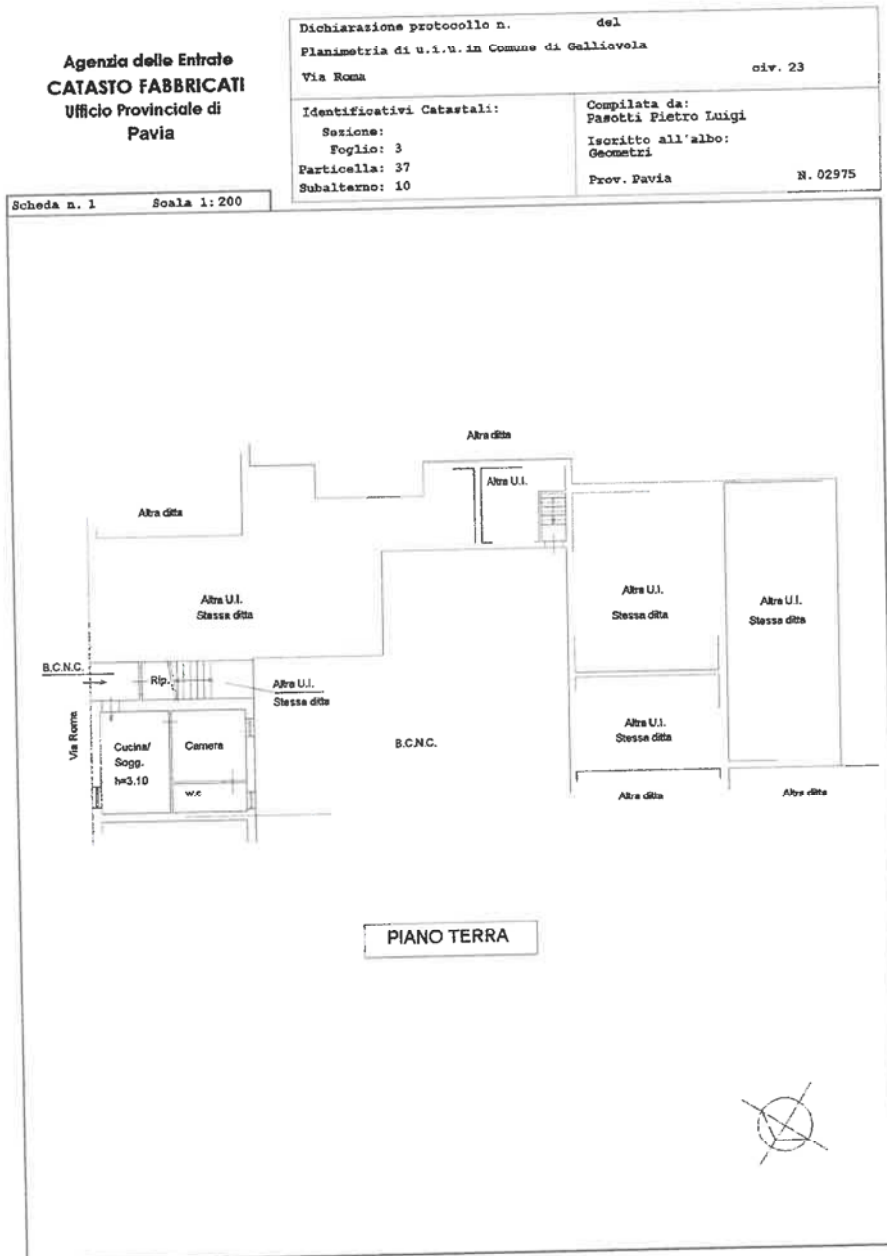 Agenzia delle Entrate
CATASTO FABBRICATI
Ufficio Provinciale di
Pavia
Dichiarazione protocollo n. del
Planimetria di u.i.u. in Comune di Galliavola
Via Roma civ. 23
Identificativi Catastali:
Sezione:
Foglio: 3
Particella: 37
Subalterno: 10
Compilata da:
Pasotti Pietro Luigi
Iscritto all'albo:
Geometri
Prov. Pavia N. 02975
Scheda n. 1 Scala 1:200
Altra ditta
Altra U.I.
Altra ditta
Altra U.I.
Stessa ditta
Altra U.I.
Stessa ditta
Altra U.I.
Stessa ditta
B.C.N.C.
Rip.
Altra U.I.
Stessa ditta
Via Roma
Cucina/
Sogg.
h=3.10
Camera
w.c
B.C.N.C.
Altra U.I.
Stessa ditta
Altra ditta
Altra ditta
PIANO TERRA